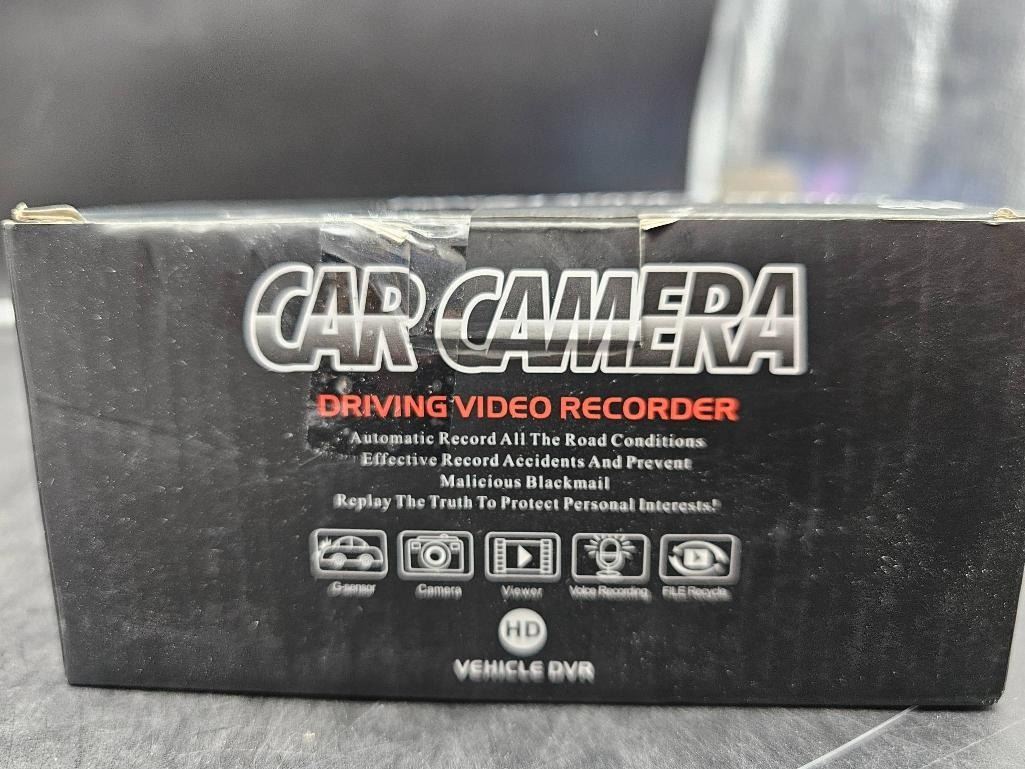 CAR CAMERA
DRIVING VIDEO RECORDER
Automatic Record All The Road Conditions
Effective Record Accidents And Prevent
Malicious Blackmail
Replay The Truth To Protect Personal Interests!
G-sensor Camera Viewer Voice Recording FILE Recycle
HD
VEHICLE DVR